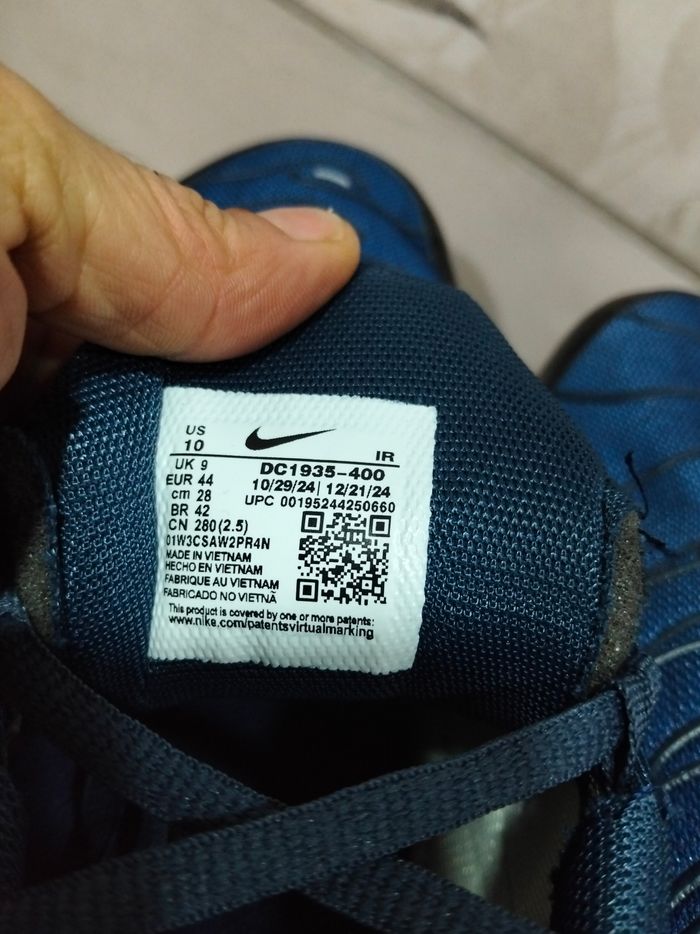 US
10
IR
UK 9
DC1935-400
EUR 44
10/29/24| 12/21/24
cm 28
UPC 00195244250660
BR 42
CN 280(2.5)
01W3CSAW2PR4N
MADE IN VIETNAM
HECHO EN VIETNAM
FABRIQUE AU VIETNAM
FABRICADO NO VIETNÃ
This product is covered by one or more patents:
www.nike.com/patentsvirtualmarking